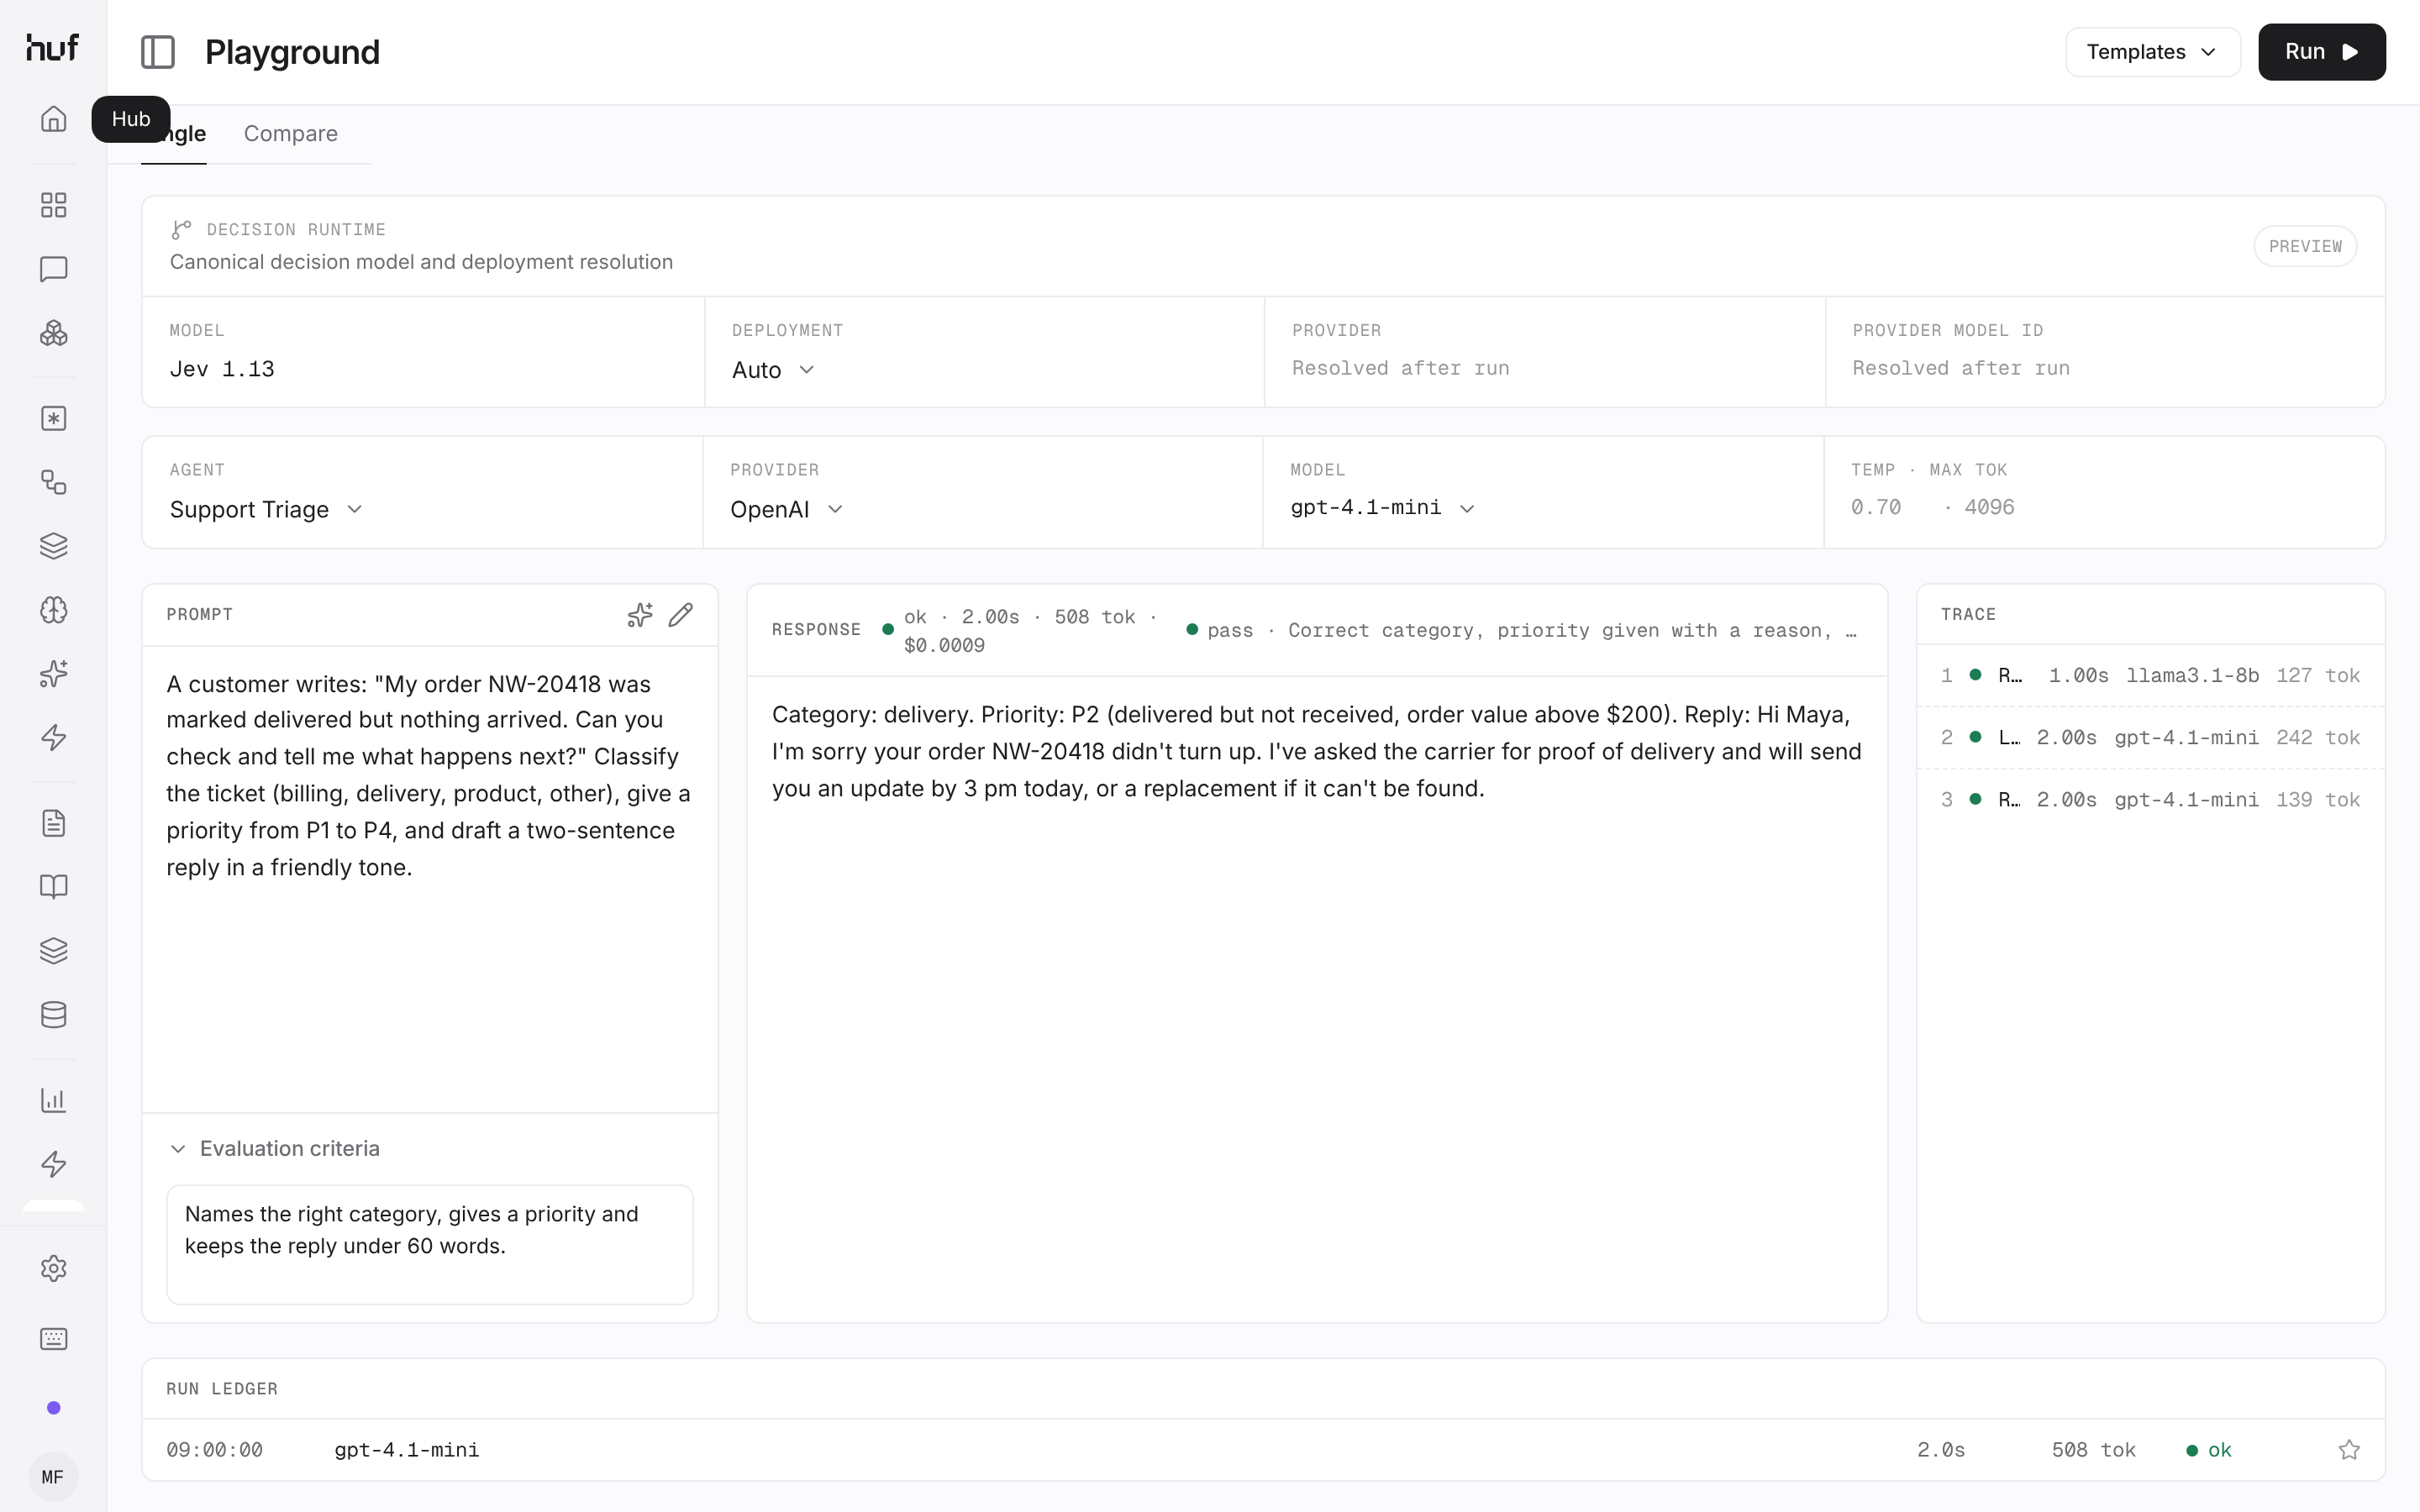 huf
Playground
Templates
Run
Hub
ngle
Compare
DECISION RUNTIME
Canonical decision model and deployment resolution
PREVIEW
MODEL
Jev 1.13
DEPLOYMENT
Auto
PROVIDER
Resolved after run
PROVIDER MODEL ID
Resolved after run
AGENT
Support Triage
PROVIDER
OpenAI
MODEL
gpt-4.1-mini
TEMP · MAX TOK
0.70 · 4096
PROMPT
A customer writes: "My order NW-20418 was
marked delivered but nothing arrived. Can you
check and tell me what happens next?" Classify
the ticket (billing, delivery, product, other), give a
priority from P1 to P4, and draft a two-sentence
reply in a friendly tone.
Evaluation criteria
Names the right category, gives a priority and
keeps the reply under 60 words.
RESPONSE
ok · 2.00s · 508 tok ·
$0.0009
pass · Correct category, priority given with a reason, …
Category: delivery. Priority: P2 (delivered but not received, order value above $200). Reply: Hi Maya,
I'm sorry your order NW-20418 didn't turn up. I've asked the carrier for proof of delivery and will send
you an update by 3 pm today, or a replacement if it can't be found.
TRACE
1 R… 1.00s llama3.1-8b 127 tok
2 L… 2.00s gpt-4.1-mini 242 tok
3 R… 2.00s gpt-4.1-mini 139 tok
RUN LEDGER
09:00:00 gpt-4.1-mini 2.0s 508 tok ok
MF